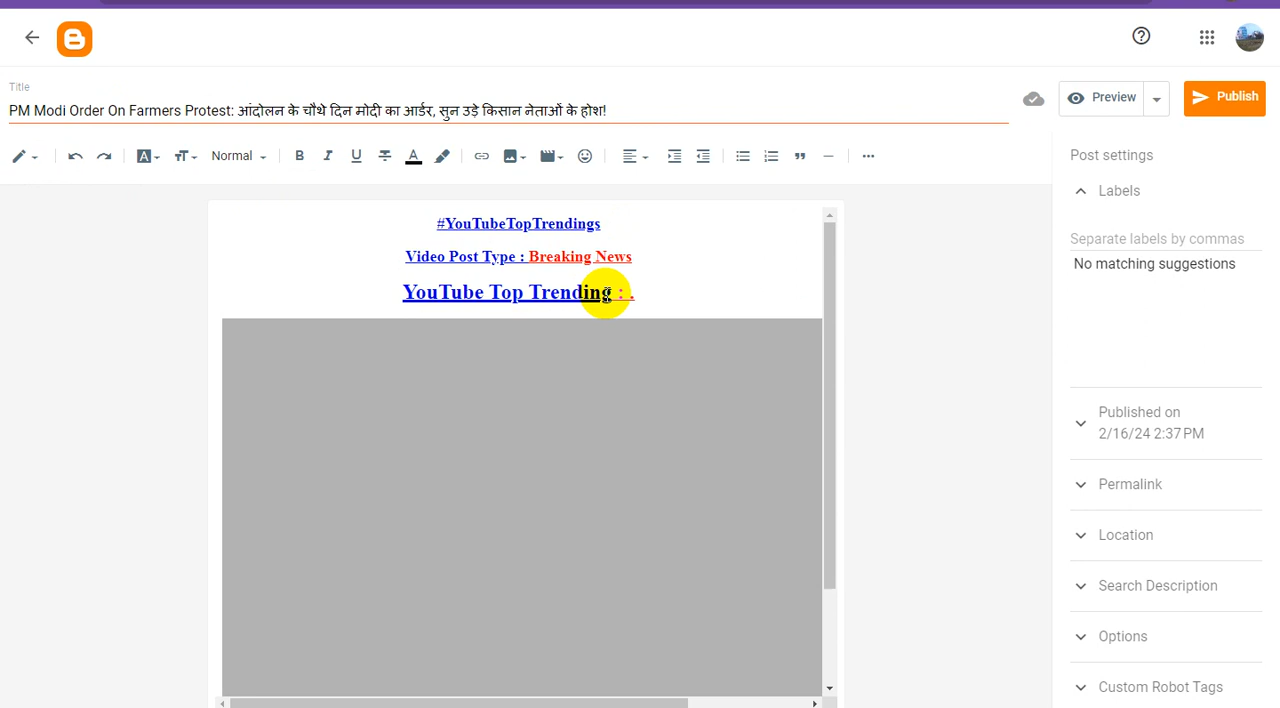 Title
PM Modi Order On Farmers Protest: आंदोलन के चौथे दिन मोदी का आर्डर, सुन उड़े किसान नेताओं के होश!
Preview
Publish
Normal
Post settings
Labels
Separate labels by commas
No matching suggestions
#YouTubeTopTrendings
Video Post Type : Breaking News
YouTube Top Trending : .
Published on
2/16/24 2:37 PM
Permalink
Location
Search Description
Options
Custom Robot Tags